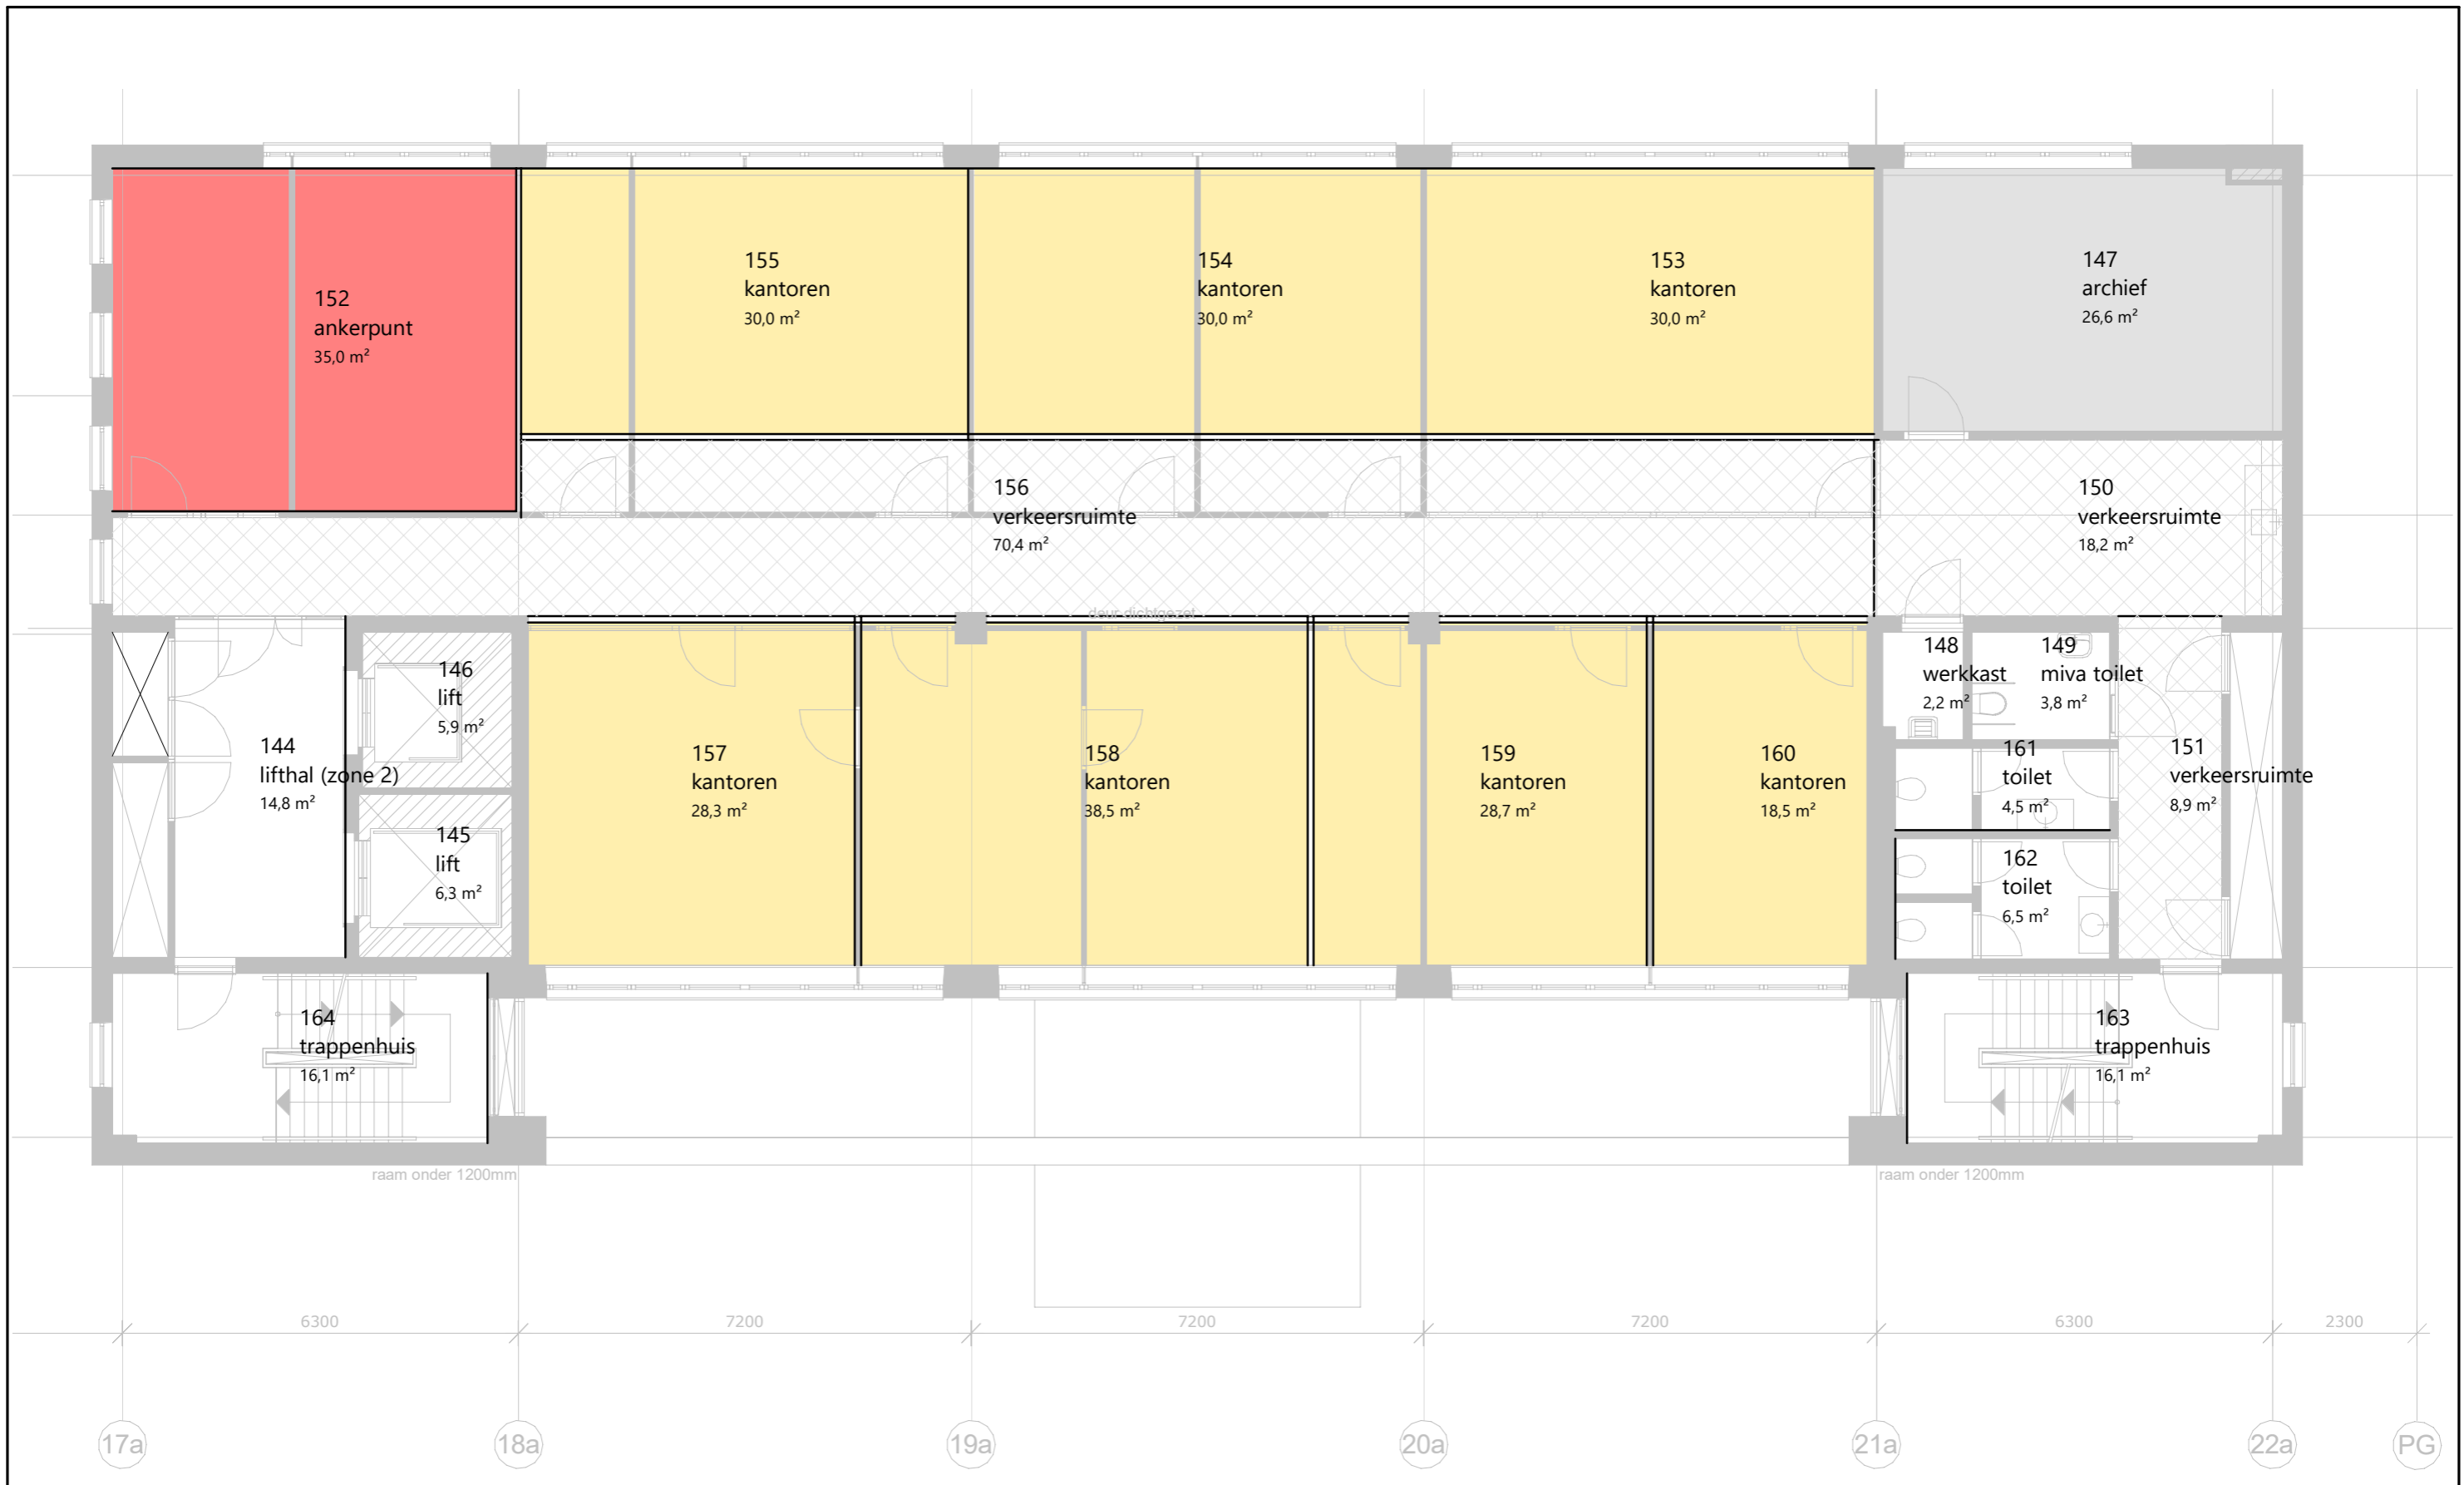 152
ankerpunt
35,0 m²
155
kantoren
30,0 m²
154
kantoren
30,0 m²
153
kantoren
30,0 m²
147
archief
26,6 m²
156
verkeersruimte
70,4 m²
150
verkeersruimte
18,2 m²
deur dichtgezet
146
lift
5,9 m²
144
lifthal (zone 2)
14,8 m²
145
lift
6,3 m²
157
kantoren
28,3 m²
158
kantoren
38,5 m²
159
kantoren
28,7 m²
160
kantoren
18,5 m²
148
werkkast
2,2 m²
149
miva toilet
3,8 m²
161
toilet
4,5 m²
151
verkeersruimte
8,9 m²
162
toilet
6,5 m²
164
trappenhuis
16,1 m²
163
trappenhuis
16,1 m²
raam onder 1200mm
raam onder 1200mm
6300
7200
7200
7200
6300
2300
17a
18a
19a
20a
21a
22a
PG